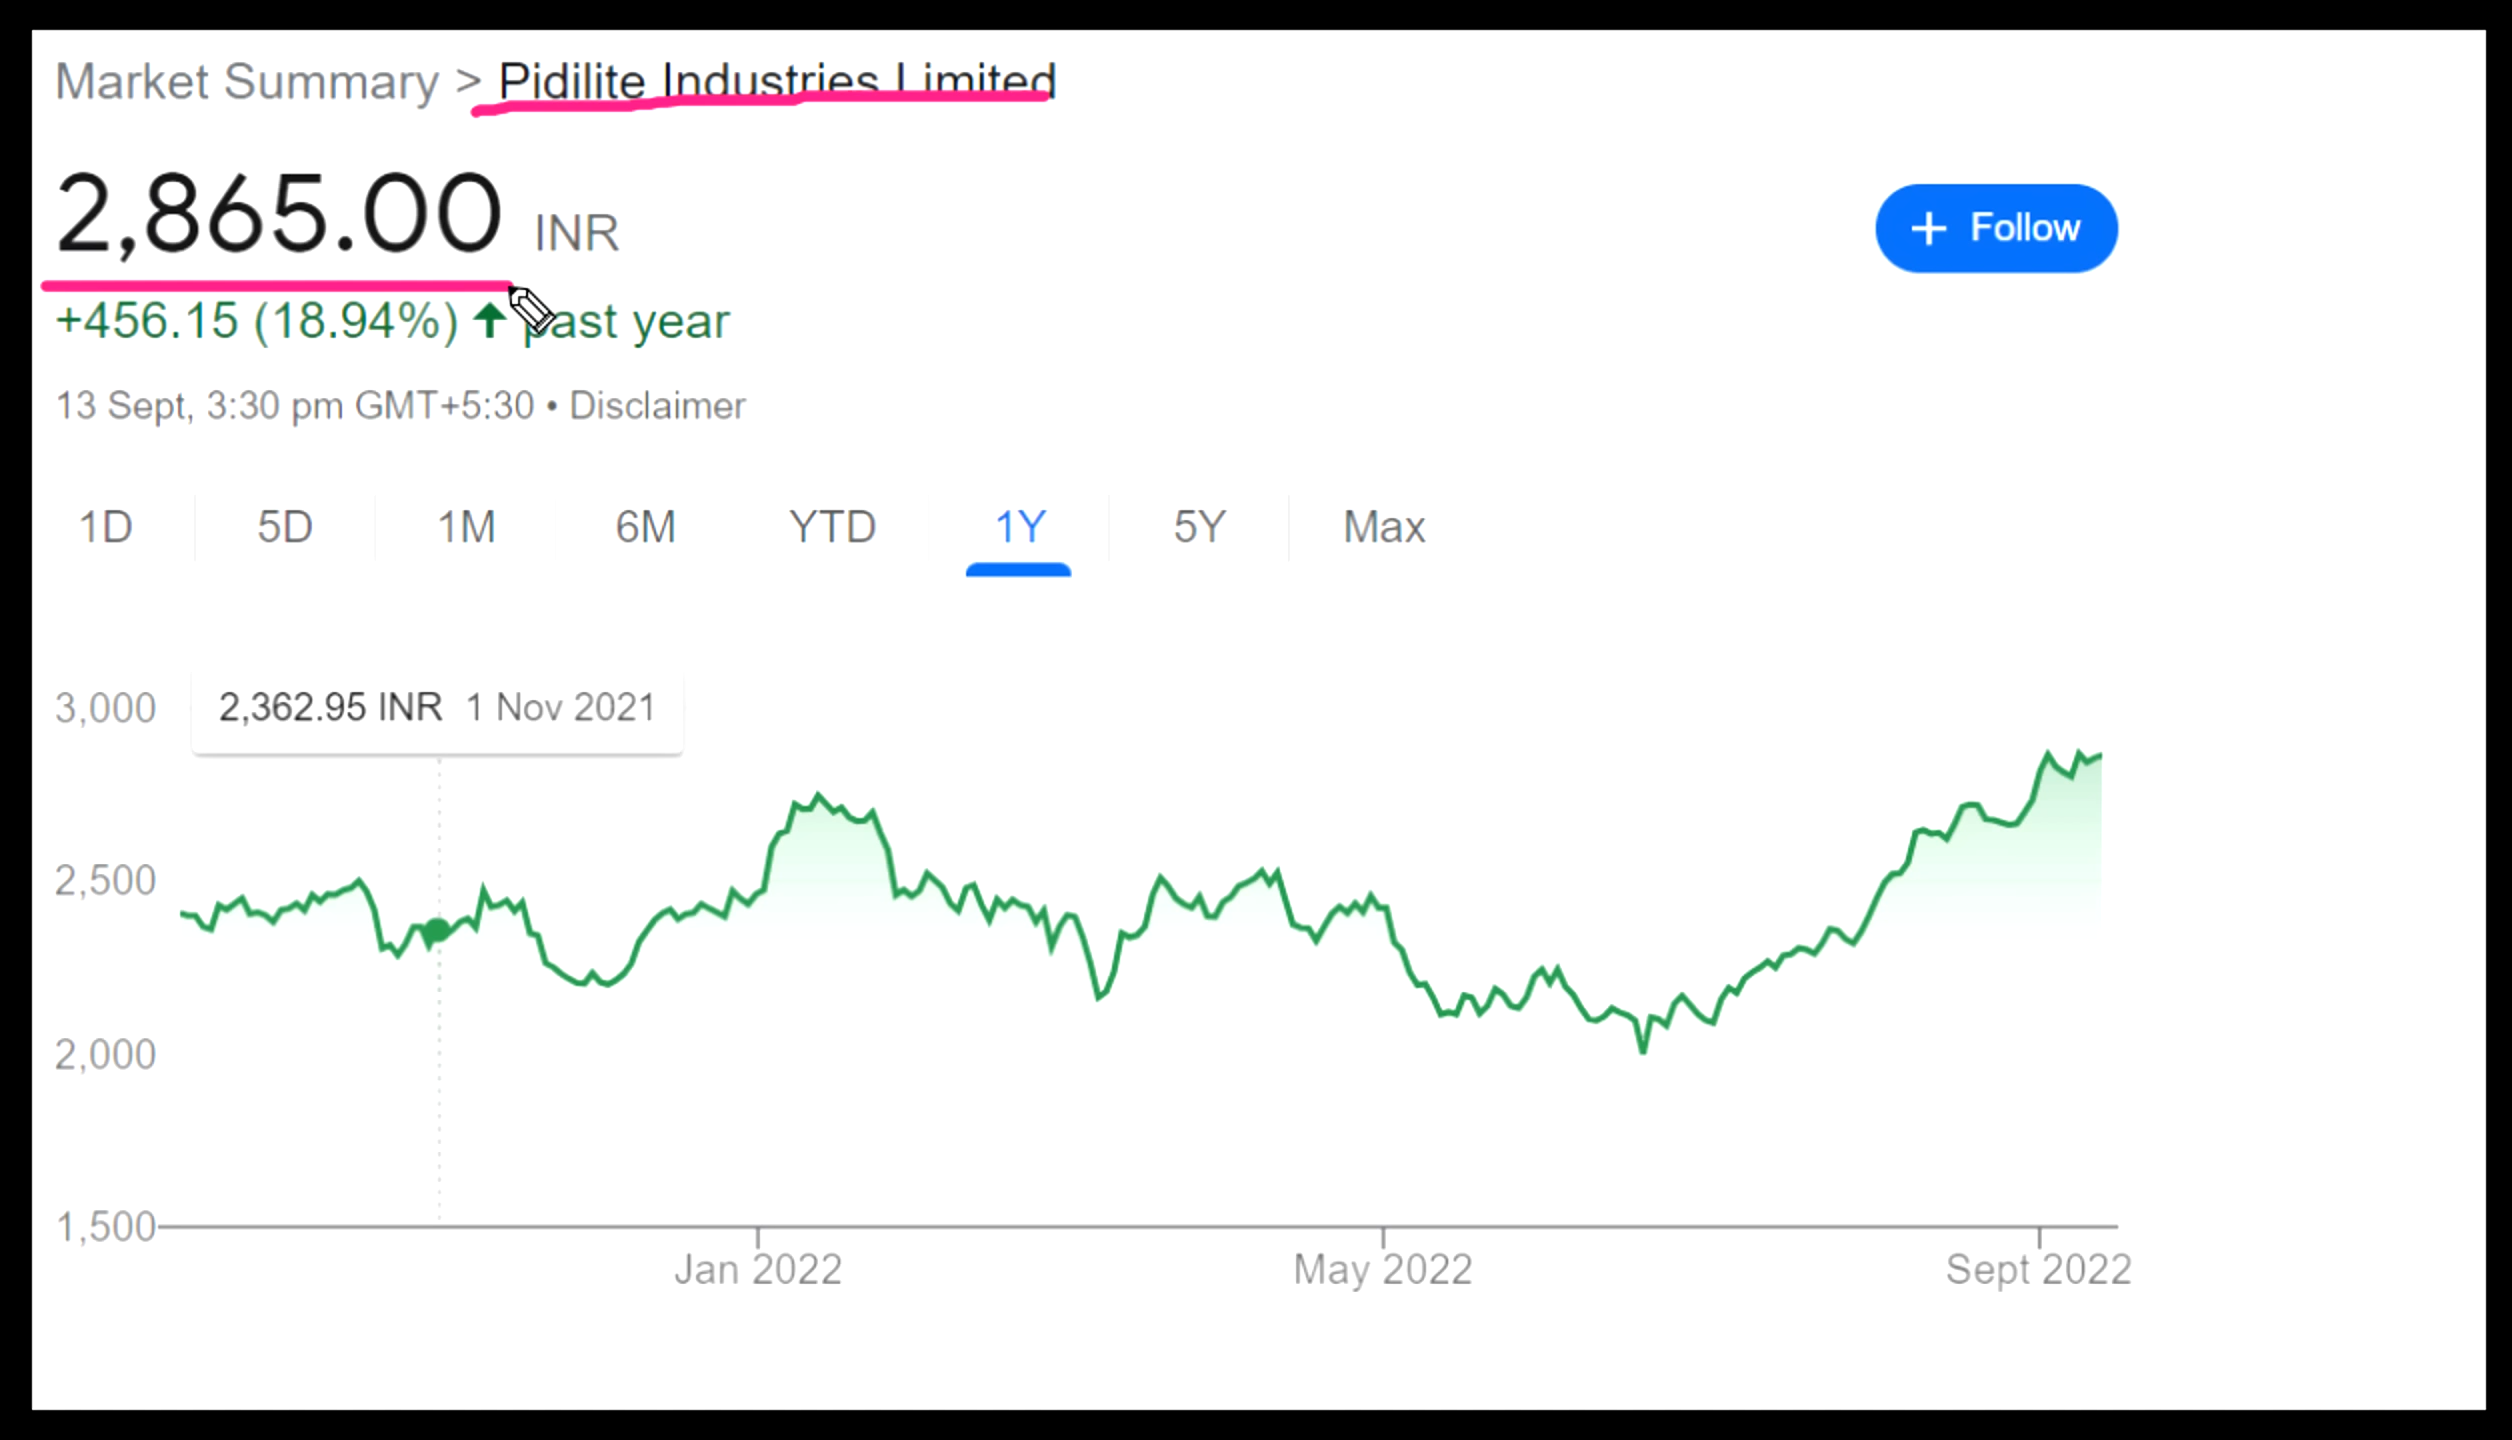 Market Summary > Pidilite Industries Limited
2,865.00 INR
+ Follow
+456.15 (18.94%) ↑ past year
13 Sept, 3:30 pm GMT+5:30 • Disclaimer
1D 5D 1M 6M YTD 1Y 5Y Max
3,000
2,362.95 INR 1 Nov 2021
2,500
2,000
1,500
Jan 2022 May 2022 Sept 2022